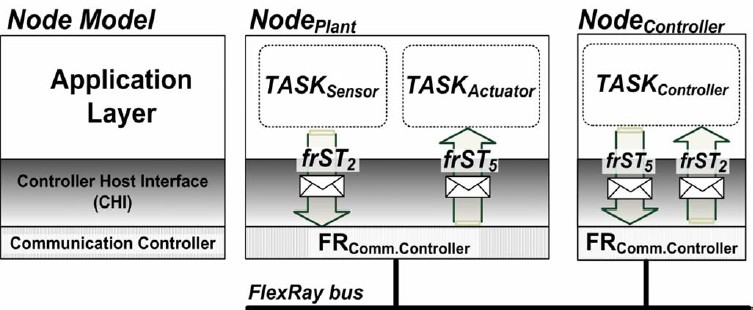 Node Model
Application
Layer
Controller Host Interface
(CHI)
Communication Controller
NodePlant
TASKSensor
TASKActuator
frST2
frST5
FRComm.Controller
NodeController
TASKController
frST5
frST2
FRComm.Controller
FlexRay bus